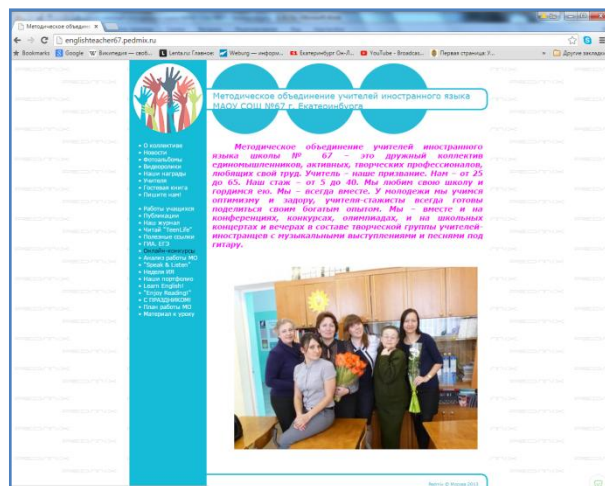 Методическое объедин
englishteacher67.pedmix.ru
Bookmarks Google Википедия — своб... Lenta.ru: Главное: Weburg — информ... Екатеринбург Он-Л... YouTube - Broadcas... Первая страница: У... Другие закладки
Методическое объединение учителей иностранного языка
МАОУ СОШ №67 г. Екатеринбурга
О коллективе
Новости
Фотоальбомы
Видеоролики
Наши награды
Учителя
Гостевая книга
Пишите нам!
Работы учащихся
Публикации
Наш журнал
Читай "TeenLife"
Полезные ссылки
ГИА, ЕГЭ
Онлайн-конкурсы
Анализ работы МО
"Speak & Listen"
Неделя ИЯ
Наше портфолио
Learn English!
"Enjoy Reading!"
С ПРАЗДНИКОМ!
План работы МО
Материал к уроку
Методическое объединение учителей иностранного
языка школы № 67 – это дружный коллектив
единомышленников, активных, творческих профессионалов,
любящих свой труд. Учитель – наше призвание. Нам – от 25
до 65. Наш стаж – от 5 до 40. Мы любим свою школу и
гордимся ею. Мы – всегда вместе. У молодежи мы учимся
оптимизму и задору, учителя-стажисты всегда готовы
поделиться своим богатым опытом. Мы – вместе и на
конференциях, конкурсах, олимпиадах, и на школьных
концертах и вечерах в составе творческой группы учителей-
иностранцев с музыкальными выступлениями и песнями под
гитару.